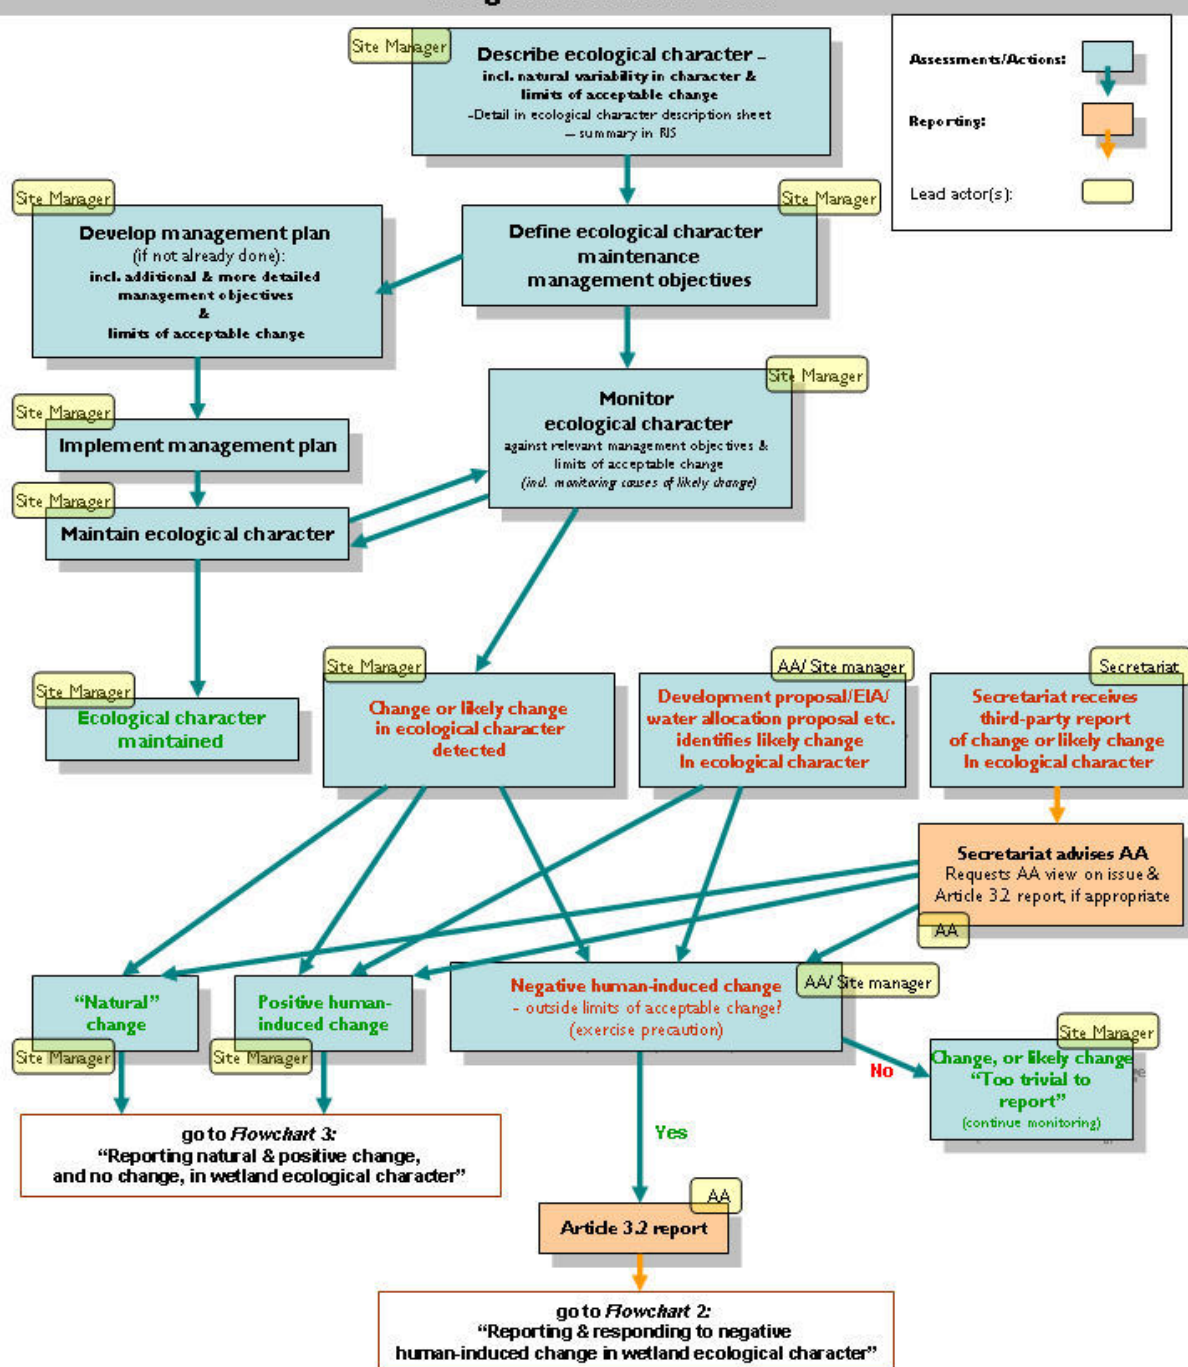 Site Manager
Describe ecological character –
incl. natural variability in character &
limits of acceptable change
-Detail in ecological character description sheet
– summary in RIS
Assessments/Actions:
Reporting:
Lead actor(s):
Site Manager
Develop management plan
(if not already done):
incl. additional & more detailed
management objectives
&
limits of acceptable change
Site Manager
Define ecological character
maintenance
management objectives
Site Manager
Monitor
ecological character
against relevant management objectives &
limits of acceptable change
(incl. monitoring causes of likely change)
Site Manager
Implement management plan
Site Manager
Maintain ecological character
Site Manager
Ecological character
maintained
Site Manager
Change or likely change
in ecological character
detected
AA/ Site manager
Development proposal/EIA/
water allocation proposal etc.
identifies likely change
In ecological character
Secretariat
Secretariat receives
third-party report
of change or likely change
In ecological character
Secretariat advises AA
Requests AA view on issue &
Article 3.2 report, if appropriate
AA
“Natural”
change
Site Manager
Positive human-
induced change
Site Manager
AA/ Site manager
Negative human-induced change
- outside limits of acceptable change?
(exercise precaution)
No
Site Manager
Change, or likely change
“Too trivial to
report”
(continue monitoring)
Yes
go to Flowchart 3:
“Reporting natural & positive change,
and no change, in wetland ecological character”
AA
Article 3.2 report
go to Flowchart 2:
“Reporting & responding to negative
human-induced change in wetland ecological character”